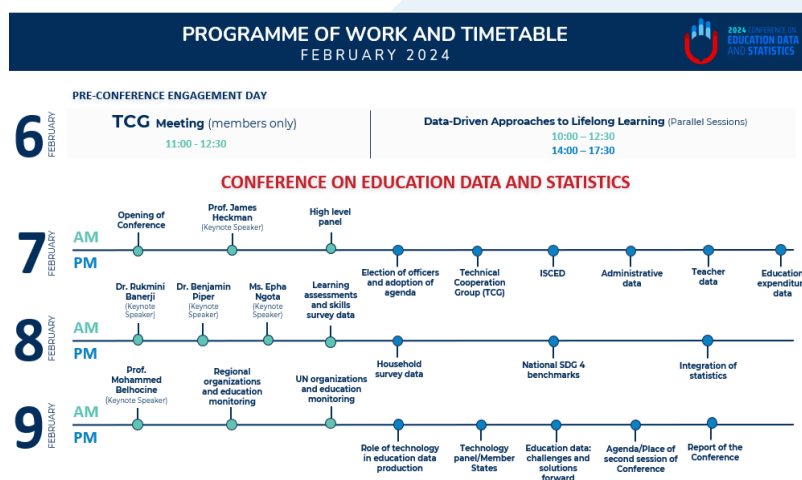 PROGRAMME OF WORK AND TIMETABLE
FEBRUARY 2024
2024 CONFERENCE ON
EDUCATION DATA
AND STATISTICS
PRE-CONFERENCE ENGAGEMENT DAY
6
FEBRUARY
TCG Meeting (members only)
11:00 - 12:30
Data-Driven Approaches to Lifelong Learning (Parallel Sessions)
10:00 – 12:30
14:00 – 17:30
CONFERENCE ON EDUCATION DATA AND STATISTICS
7
FEBRUARY
AM
PM
Opening of
Conference
Prof. James
Heckman
(Keynote Speaker)
High level
panel
Election of officers
and adoption of
agenda
Technical
Cooperation
Group (TCG)
ISCED
Administrative
data
Teacher
data
Education
expenditur
data
8
FEBRUARY
AM
PM
Dr. Rukmini
Banerji
(Keynote
Speaker)
Dr. Benjamin
Piper
(Keynote
Speaker)
Ms. Epha
Ngota
(Keynote
Speaker)
Learning
assessments
and skills
survey data
Household
survey data
National SDG 4
benchmarks
Integration of
statistics
9
FEBRUARY
AM
PM
Prof.
Mohammed
Belhocine
(Keynote Speaker)
Regional
organizations
and education
monitoring
UN organizations
and education
monitoring
Role of technology
in education data
production
Technology
panel/Member
States
Education data:
challenges and
solutions
forward
Agenda/Place of
second session of
Conference
Report of the
Conference